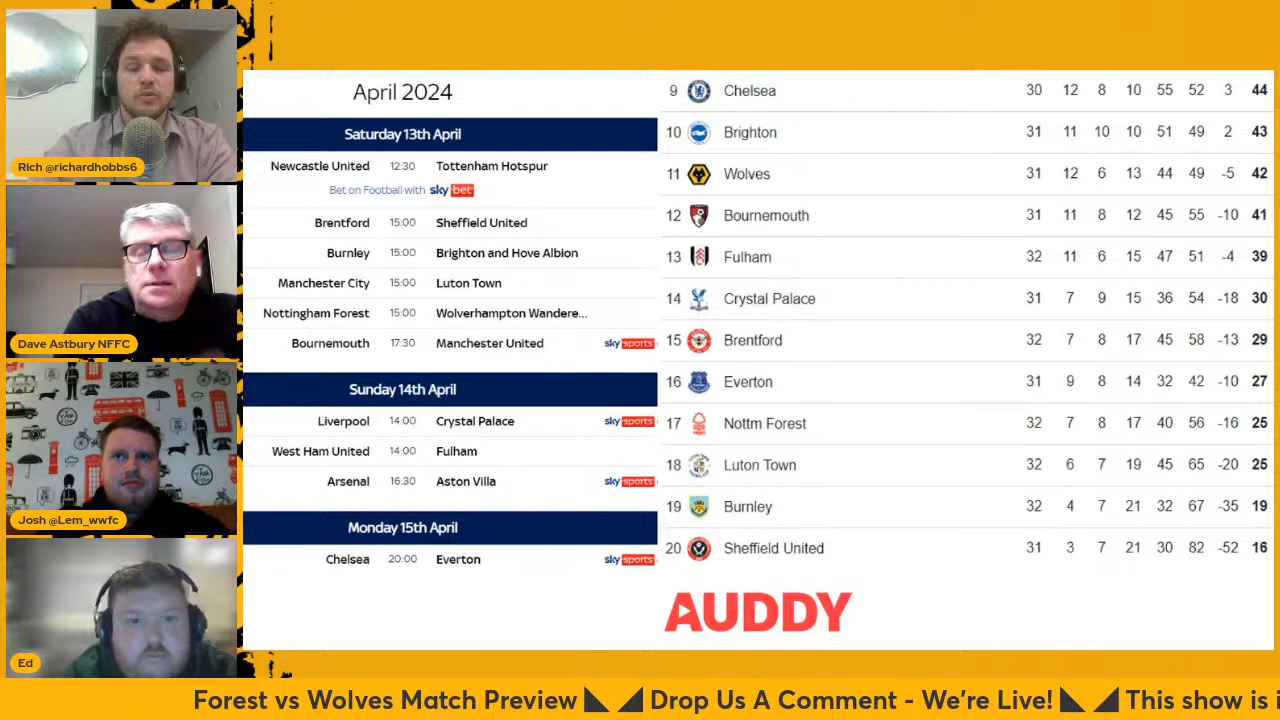 Rich @richardhobbs6
Dave Astbury NFFC
Josh @Lem_wwfc
Ed
April 2024
Saturday 13th April
Newcastle United 12:30 Tottenham Hotspur
Bet on Football with sky bet
Brentford 15:00 Sheffield United
Burnley 15:00 Brighton and Hove Albion
Manchester City 15:00 Luton Town
Nottingham Forest 15:00 Wolverhampton Wandere...
Bournemouth 17:30 Manchester United sky sports
Sunday 14th April
Liverpool 14:00 Crystal Palace sky sports
West Ham United 14:00 Fulham
Arsenal 16:30 Aston Villa sky sports
Monday 15th April
Chelsea 20:00 Everton sky sports
9 Chelsea 30 12 8 10 55 52 3 44
10 Brighton 31 11 10 10 51 49 2 43
11 Wolves 31 12 6 13 44 49 -5 42
12 Bournemouth 31 11 8 12 45 55 -10 41
13 Fulham 32 11 6 15 47 51 -4 39
14 Crystal Palace 31 7 9 15 36 54 -18 30
15 Brentford 32 7 8 17 45 58 -13 29
16 Everton 31 9 8 14 32 42 -10 27
17 Nottm Forest 32 7 8 17 40 56 -16 25
18 Luton Town 32 6 7 19 45 65 -20 25
19 Burnley 32 4 7 21 32 67 -35 19
20 Sheffield United 31 3 7 21 30 82 -52 16
AUDDY
Forest vs Wolves Match Preview Drop Us A Comment - We're Live! This show is i